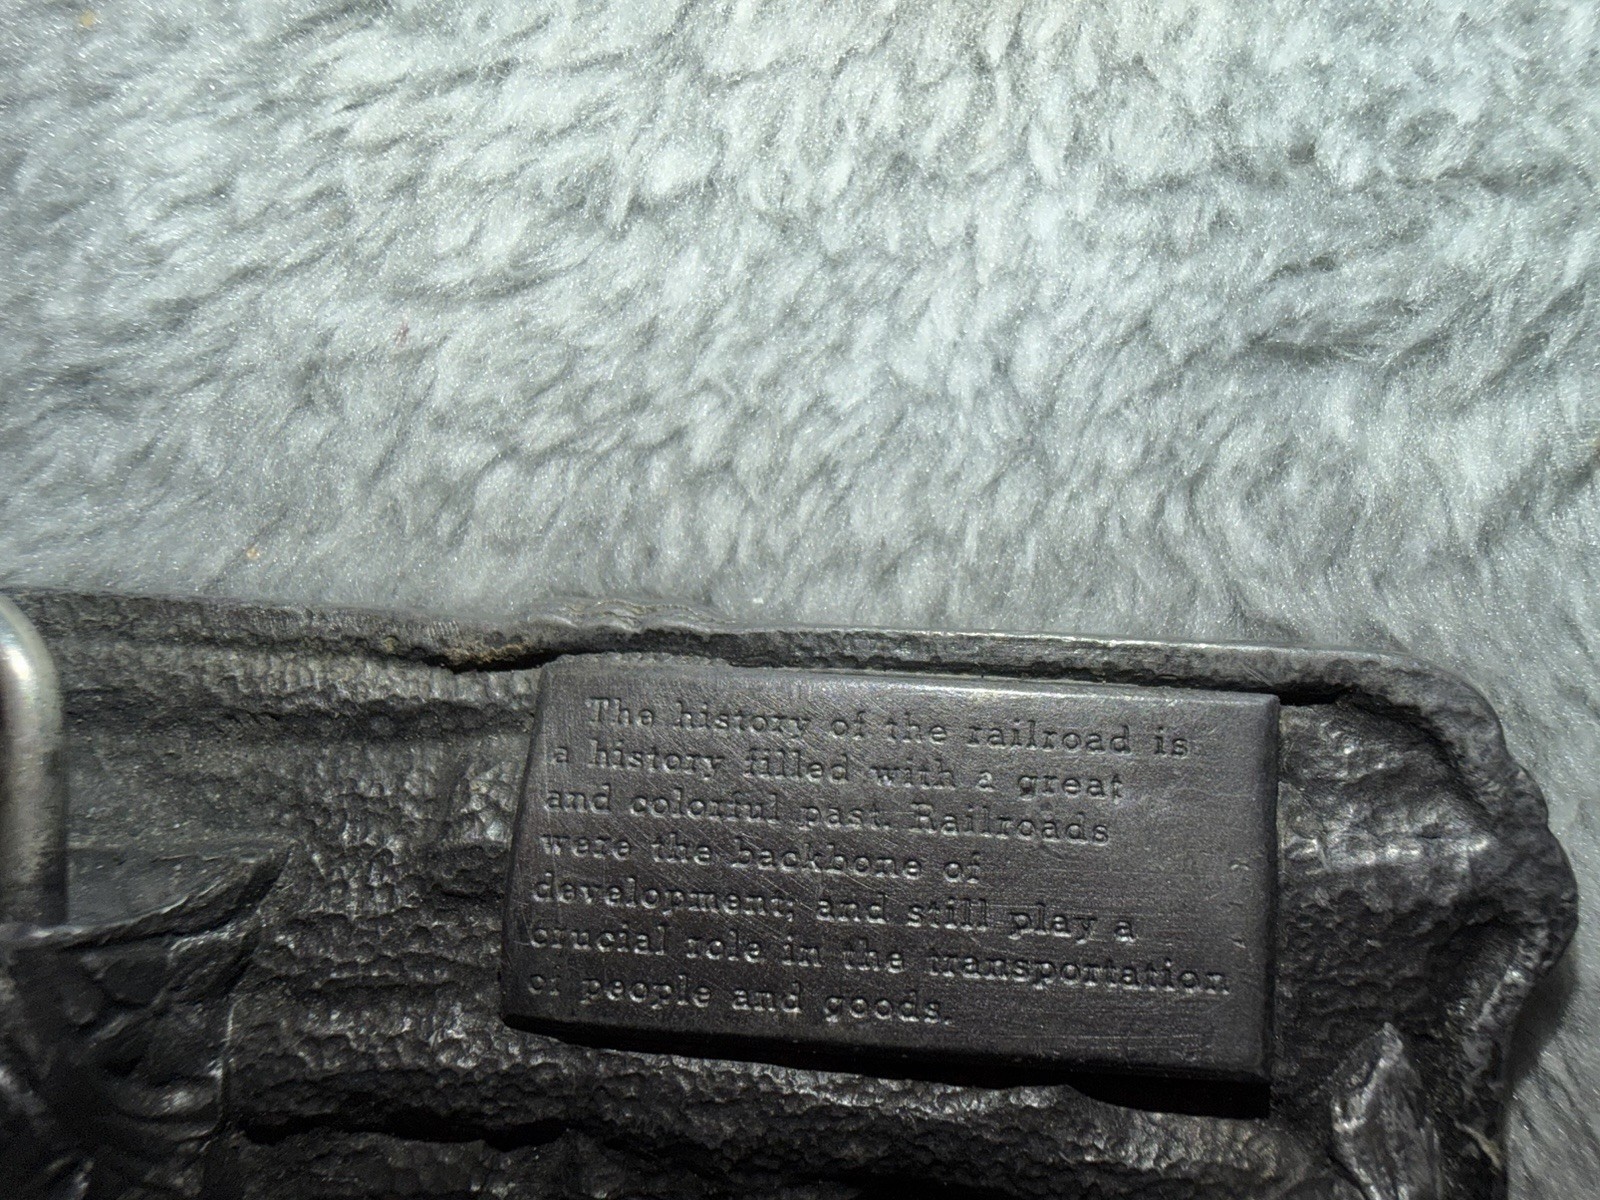 The history of the railroad is
a history filled with a great
and colorful past. Railroads
were the backbone of
development; and still play a
crucial role in the transportation
of people and goods.